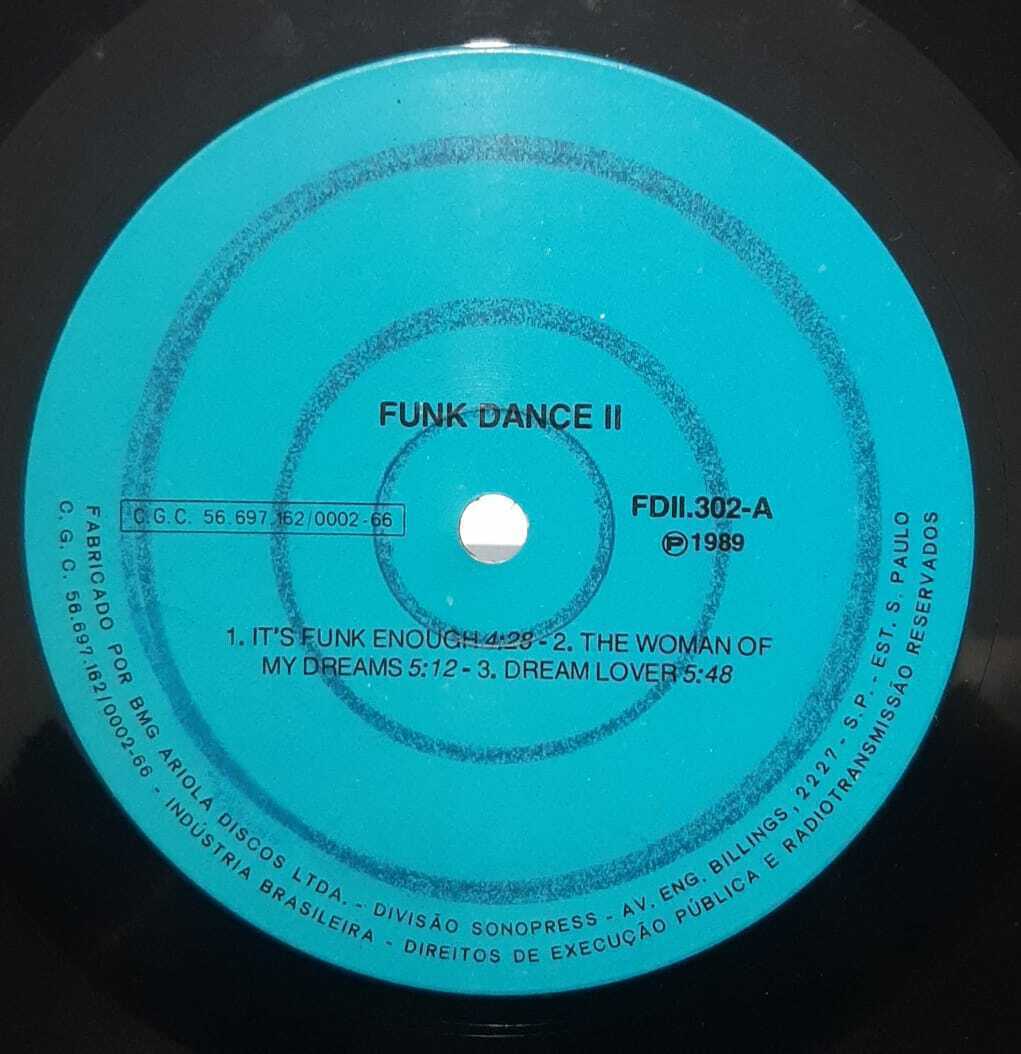 FUNK DANCE II
C.G.C. 56.697.162/0002-66
FDII.302-A
Ⓟ1989
1. IT'S FUNK ENOUGH 4:28 - 2. THE WOMAN OF
MY DREAMS 5:12 - 3. DREAM LOVER 5:48
FABRICADO POR BMG ARIOLA DISCOS LTDA. - DIVISÃO SONOPRESS - AV. ENG. BILLINGS, 2227 - S.P. - EST. S. PAULO
C. G. C. 56.697.162/0002-66 - INDÚSTRIA BRASILEIRA - DIREITOS DE EXECUÇÃO PÚBLICA E RADIOTRANSMISSÃO RESERVADOS